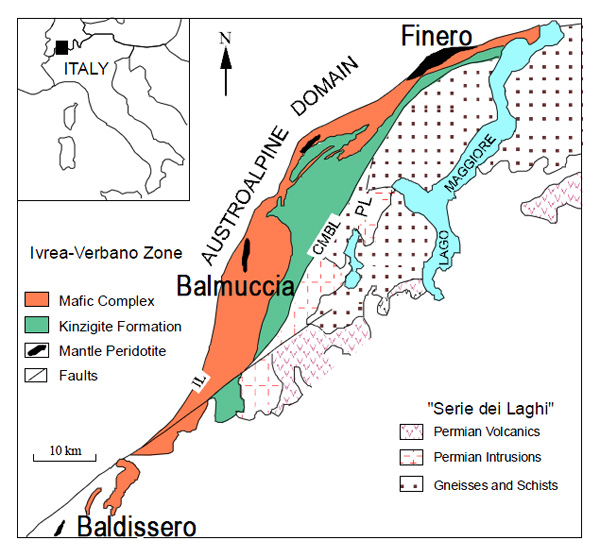 N
ITALY
Finero
AUSTROALPINE DOMAIN
MAGGIORE
LAGO
PL
CMBL
Ivrea-Verbano Zone
Balmuccia
Mafic Complex
Kinzigite Formation
Mantle Peridotite
Faults
IL
10 km
"Serie dei Laghi"
Permian Volcanics
Permian Intrusions
Gneisses and Schists
Baldissero